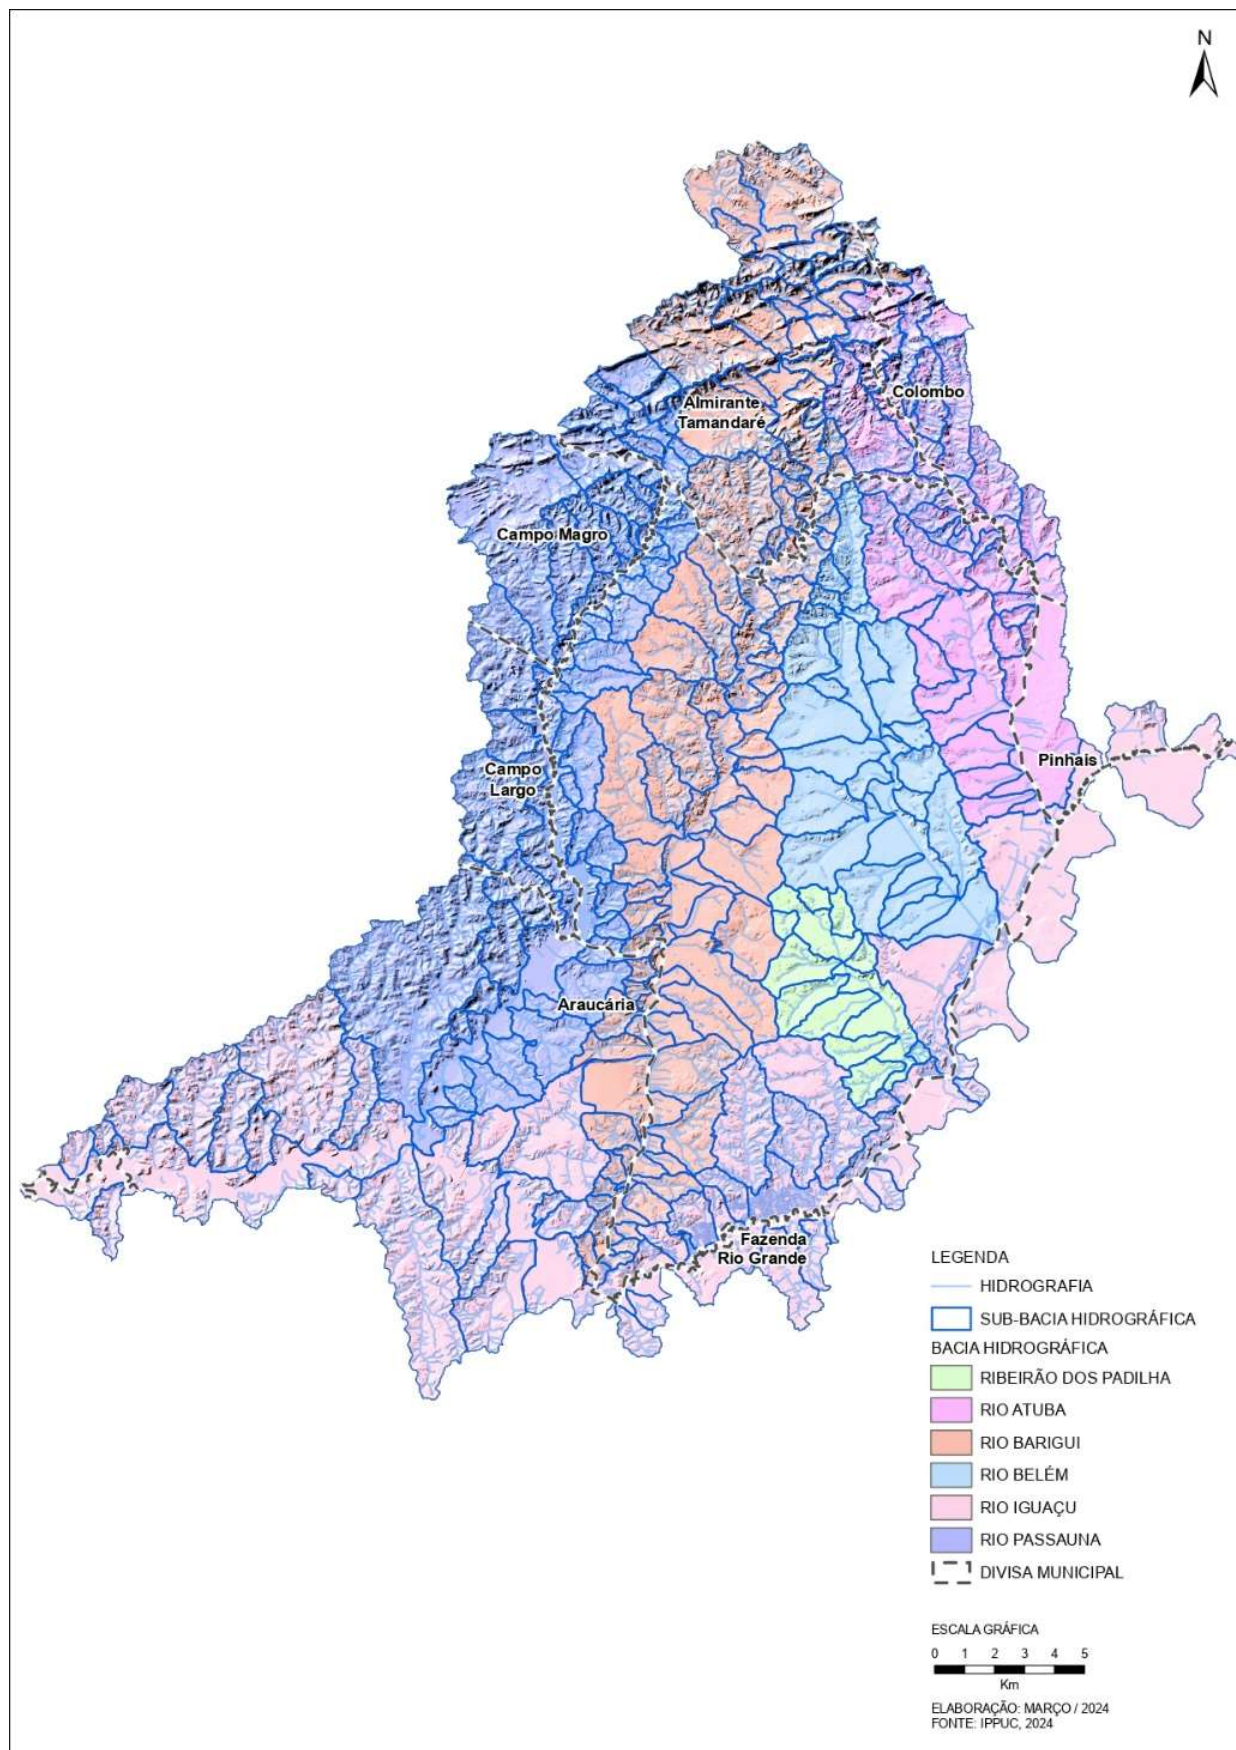 N
Colombo
Almirante
Tamandaré
Campo Magro
Pinhais
Campo
Largo
Araucária
Fazenda
Rio Grande
LEGENDA
HIDROGRAFIA
SUB-BACIA HIDROGRÁFICA
BACIA HIDROGRÁFICA
RIBEIRÃO DOS PADILHA
RIO ATUBA
RIO BARIGUI
RIO BELÉM
RIO IGUAÇU
RIO PASSAUNA
DIVISA MUNICIPAL
ESCALA GRÁFICA
0 1 2 3 4 5
Km
ELABORAÇÃO: MARÇO / 2024
FONTE: IPPUC, 2024